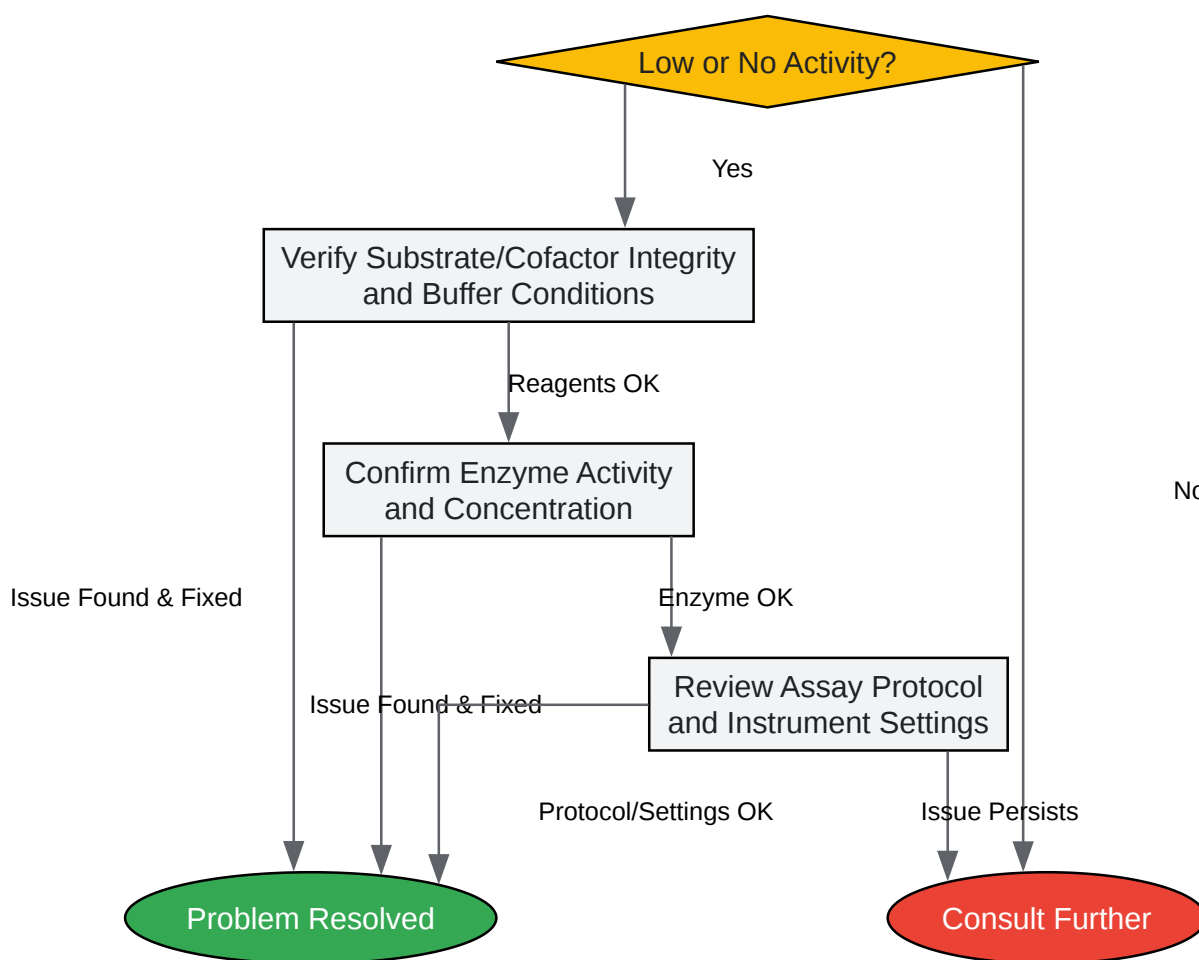 Low or No Activity?
Yes
Verify Substrate/Cofactor Integrity
and Buffer Conditions
Reagents OK
Confirm Enzyme Activity
and Concentration
No
Issue Found & Fixed
Enzyme OK
Review Assay Protocol
and Instrument Settings
Issue Found & Fixed
Protocol/Settings OK
Issue Persists
Problem Resolved
Consult Further